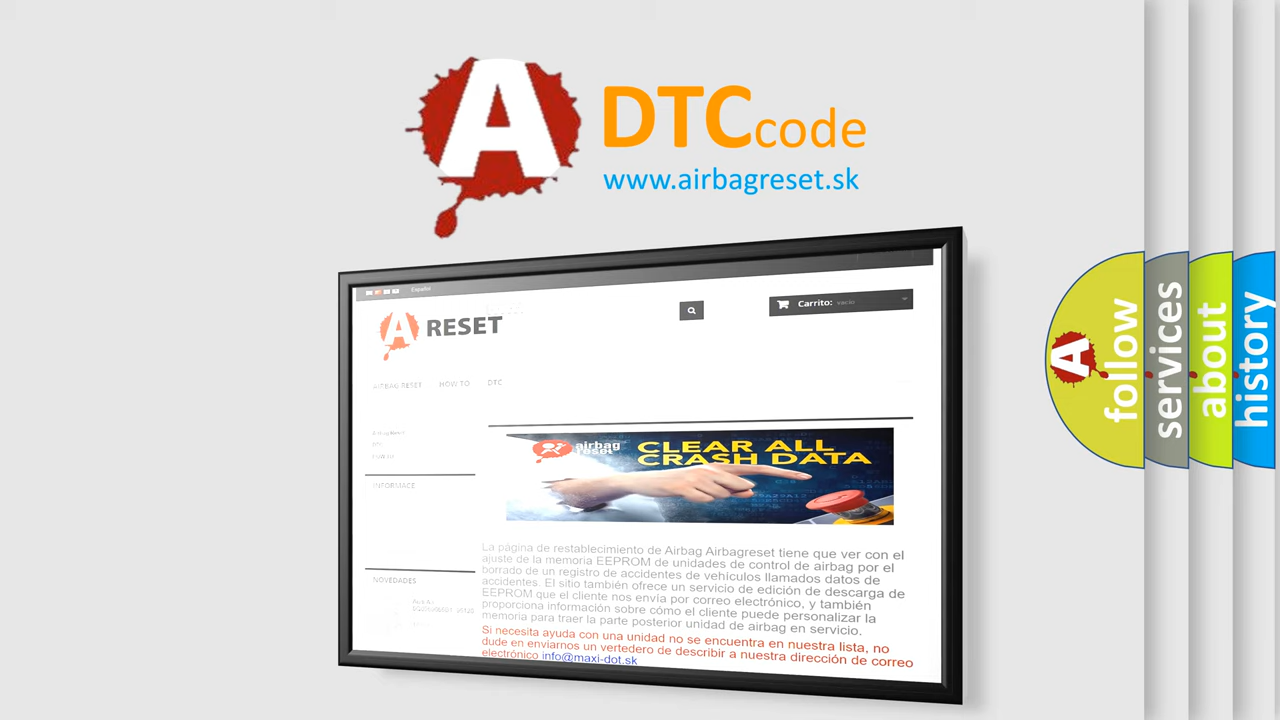 A
DTCcode
www.airbagreset.sk
Español
A RESET
Carrito: vacío
AIRBAG RESET HOW TO DTC
INFORMACE
airbag
reset
CLEAR ALL
CRASH DATA
La página de restablecimiento de Airbag Airbagreset tiene que ver con el
ajuste de la memoria EEPROM de unidades de control de airbag por el
borrado de un registro de accidentes de vehículos llamados datos de
accidentes. El sitio también ofrece un servicio de edición de descarga de
EEPROM que el cliente nos envía por correo electrónico, y también
proporciona información sobre cómo el cliente puede personalizar la
memoria para traer la parte posterior unidad de airbag en servicio.
Si necesita ayuda con una unidad no se encuentra en nuestra lista, no
dude en enviarnos un vertedero de describir a nuestra dirección de correo
electrónico info@maxi-dot.sk
NOVEDADES
A
follow
services
about
history